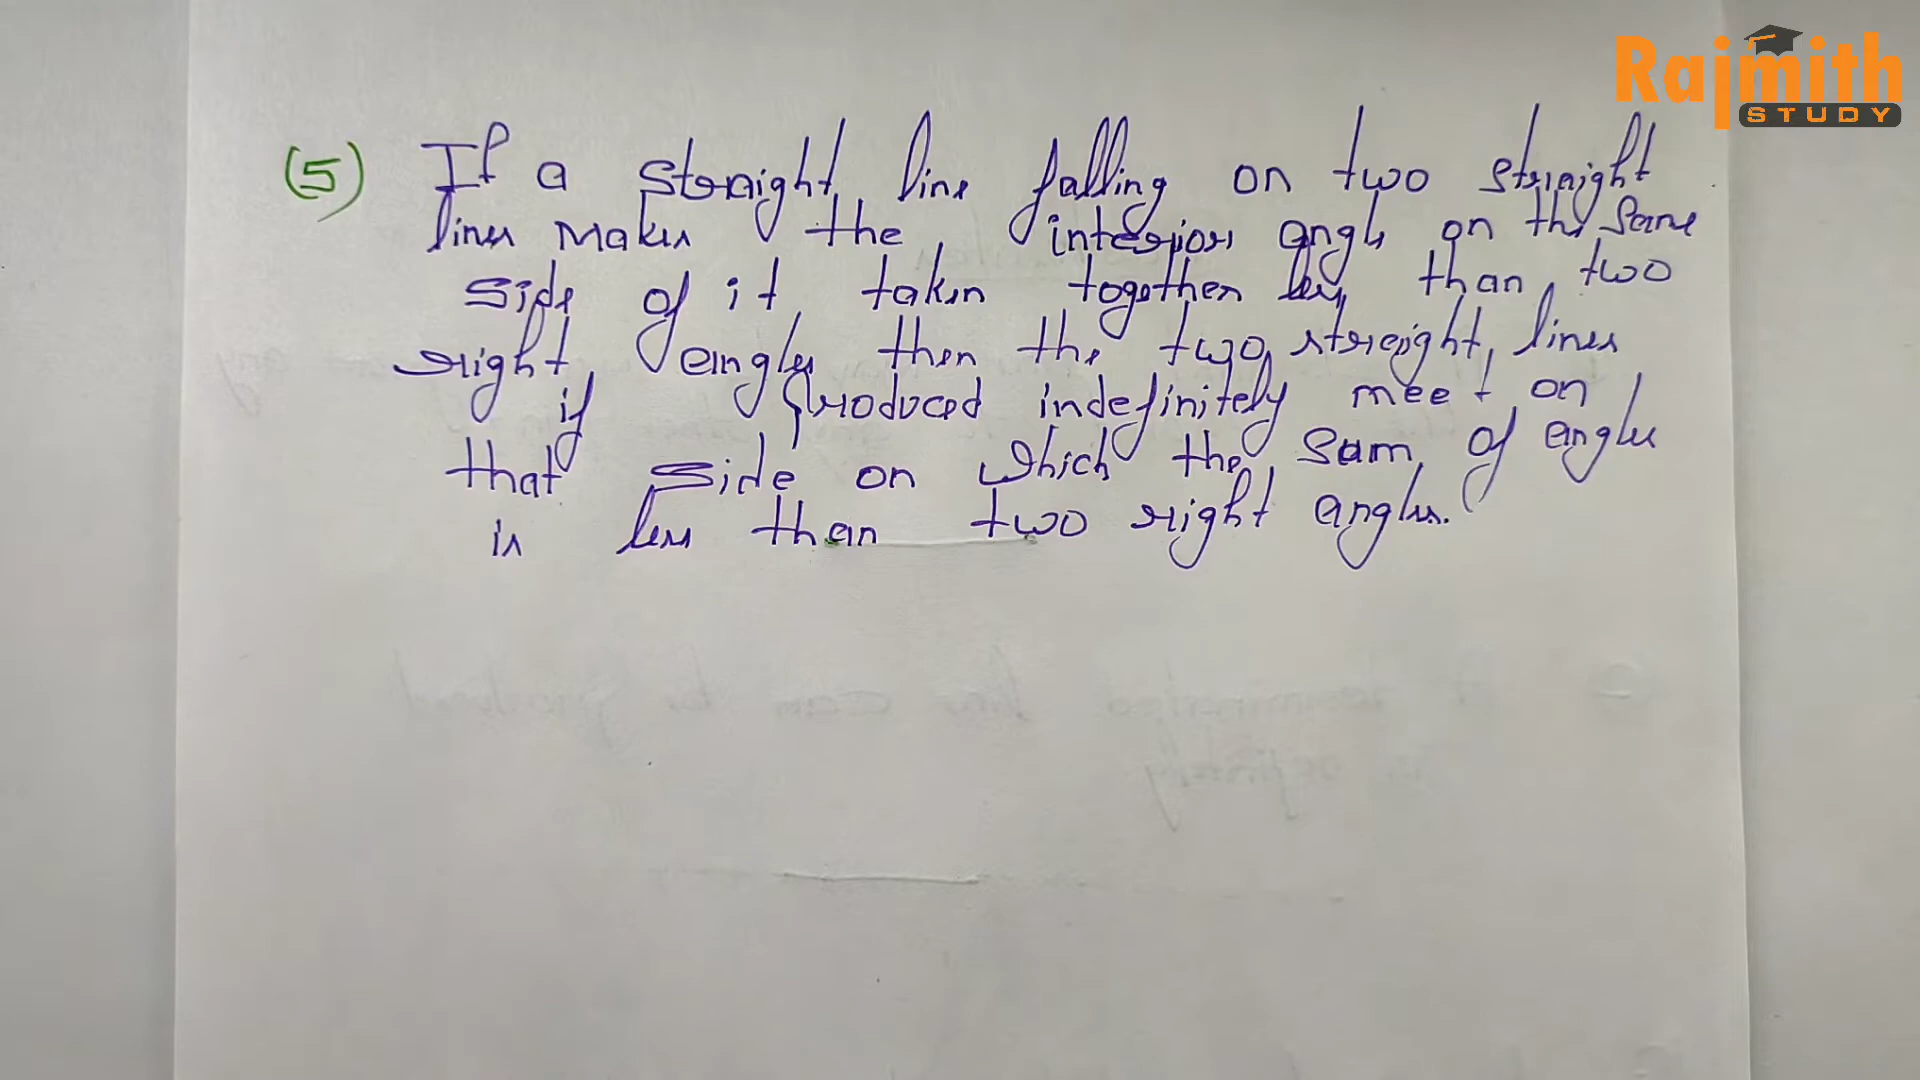 Rajmith
STUDY
(5) If a straight line falling on two straight
lines makes the interior angle on the same
side of it taken together less than two
right angles then the two straight lines
if produced indefinitely meet on
that side on which the sum of angles
is less than two right angles.